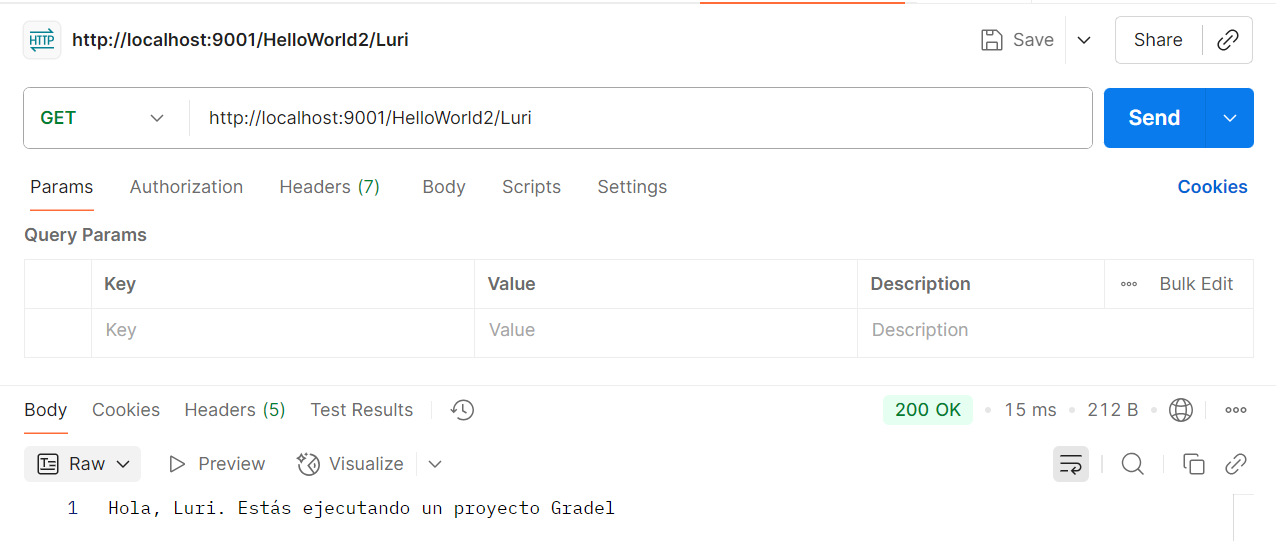 HTTP http://localhost:9001/HelloWorld2/Luri Save Share
GET http://localhost:9001/HelloWorld2/Luri Send
Params Authorization Headers (7) Body Scripts Settings Cookies
Query Params
Key Value Description Bulk Edit
Key Value Description
Body Cookies Headers (5) Test Results 200 OK 15 ms 212 B
Raw Preview Visualize
1 Hola, Luri. Estás ejecutando un proyecto Gradel